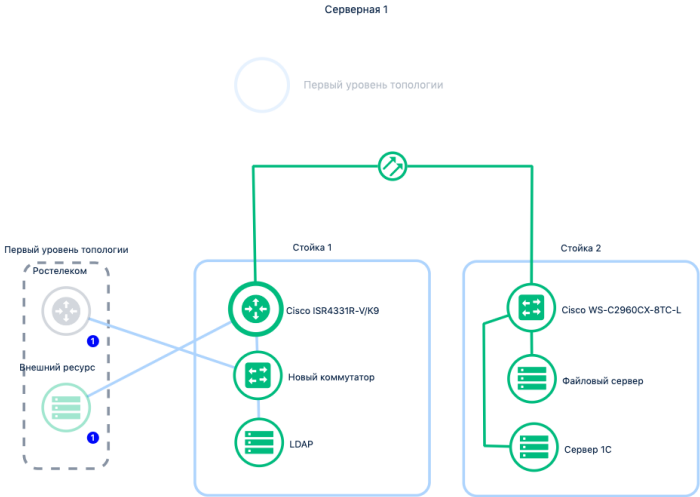 Серверная 1
Первый уровень топологии
Первый уровень топологии
Стойка 1
Стойка 2
Ростелеком
Cisco ISR4331R-V/K9
Cisco WS-C2960CX-8TC-L
1
Внешний ресурс
Новый коммутатор
Файловый сервер
1
LDAP
Сервер 1С